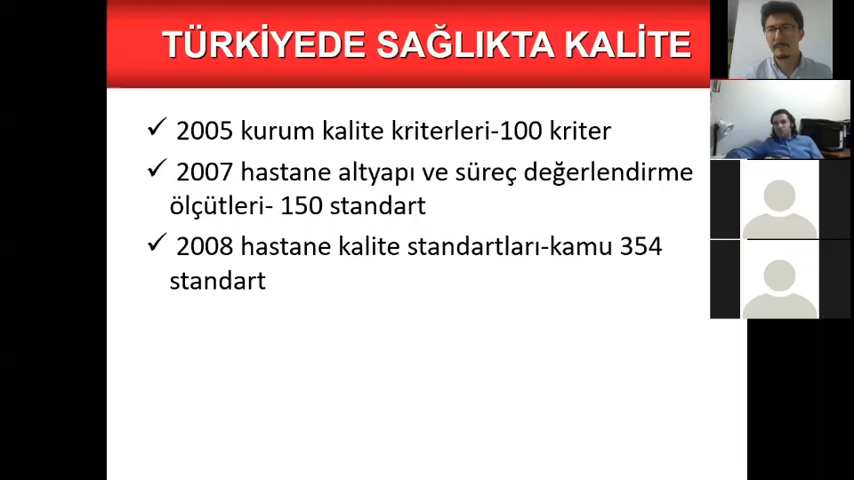 TÜRKİYEDE SAĞLIKTA KALİTE
✓ 2005 kurum kalite kriterleri-100 kriter
✓ 2007 hastane altyapı ve süreç değerlendirme
ölçütleri- 150 standart
✓ 2008 hastane kalite standartları-kamu 354
standart